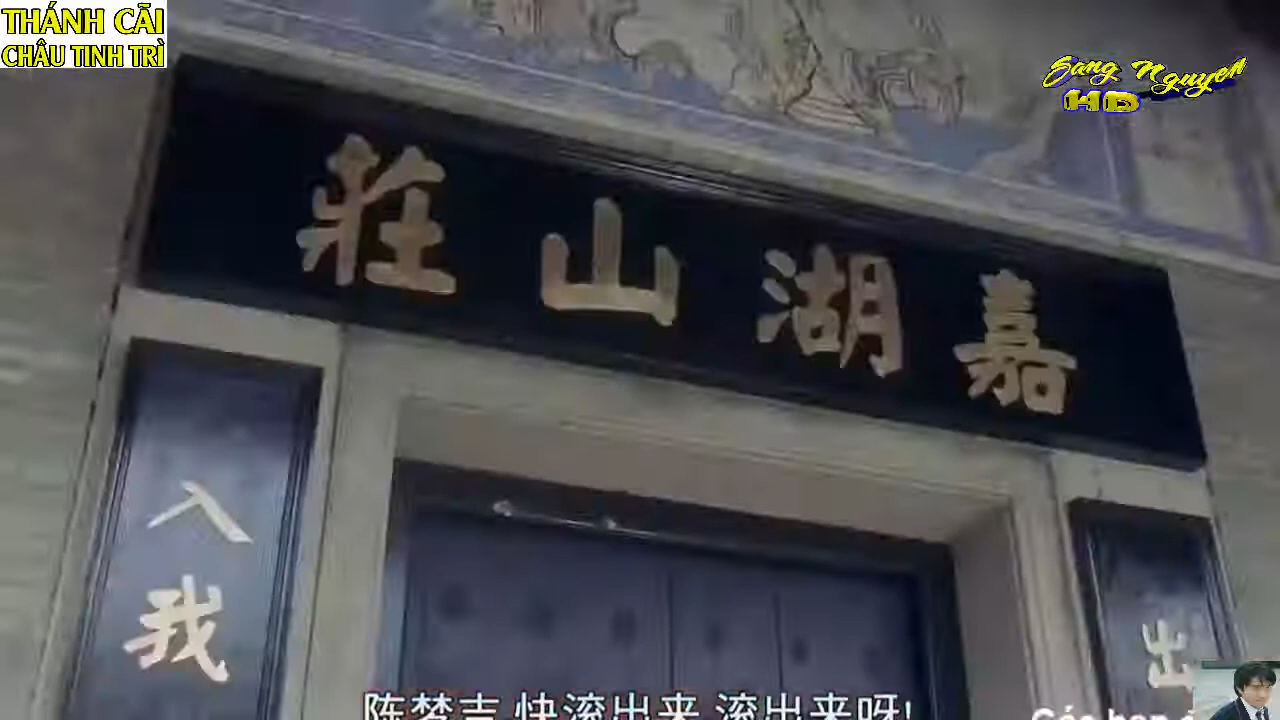 THÁNH CÃI
CHÂU TINH TRÌ
Sang Nguyen
HD
嘉湖山莊
入我
出
陈梦吉 快滚出来 滚出来呀!